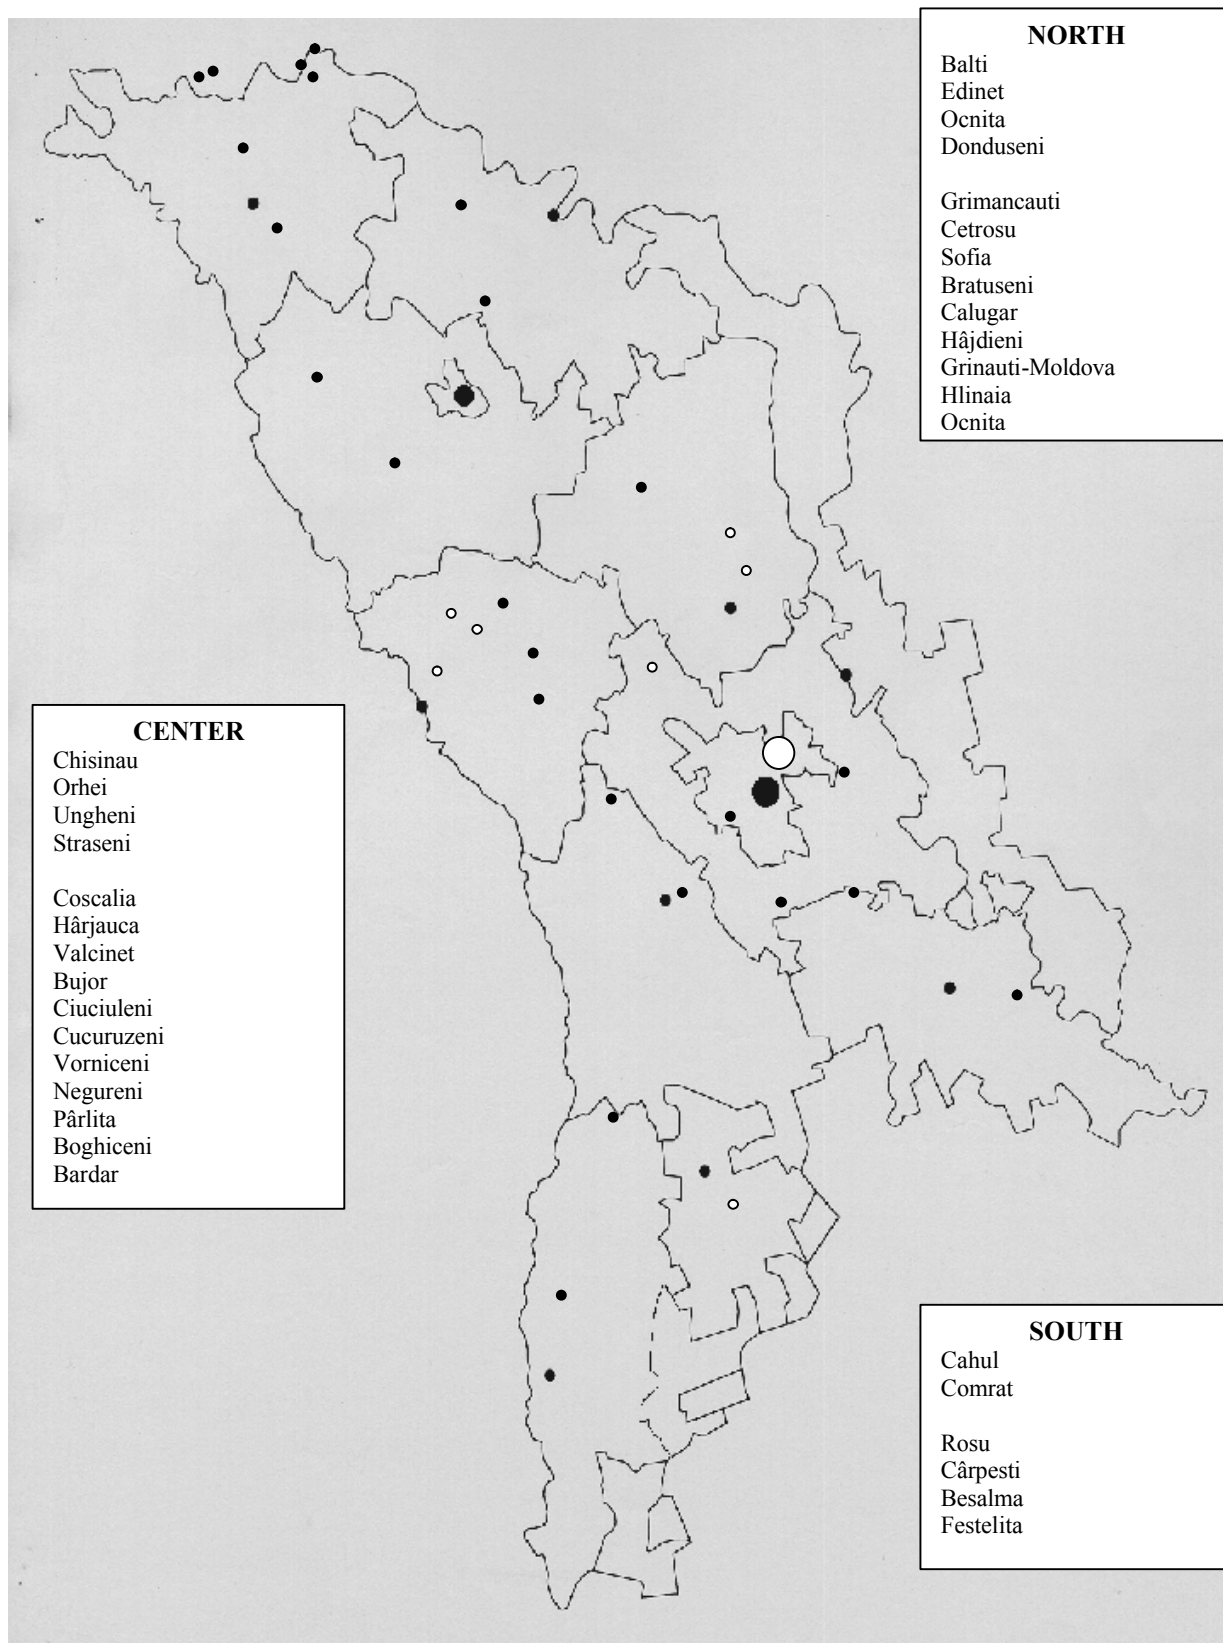 NORTH
Balti
Edinet
Ocnita
Donduseni
Grimancauti
Cetrosu
Sofia
Bratuseni
Calugar
Hâjdieni
Grinauti-Moldova
Hlinaia
Ocnita
CENTER
Chisinau
Orhei
Ungheni
Straseni
Coscalia
Hârjauca
Valcinet
Bujor
Ciuciuleni
Cucuruzeni
Vorniceni
Negureni
Pârlita
Boghiceni
Bardar
SOUTH
Cahul
Comrat
Rosu
Cârpesti
Besalma
Festelita